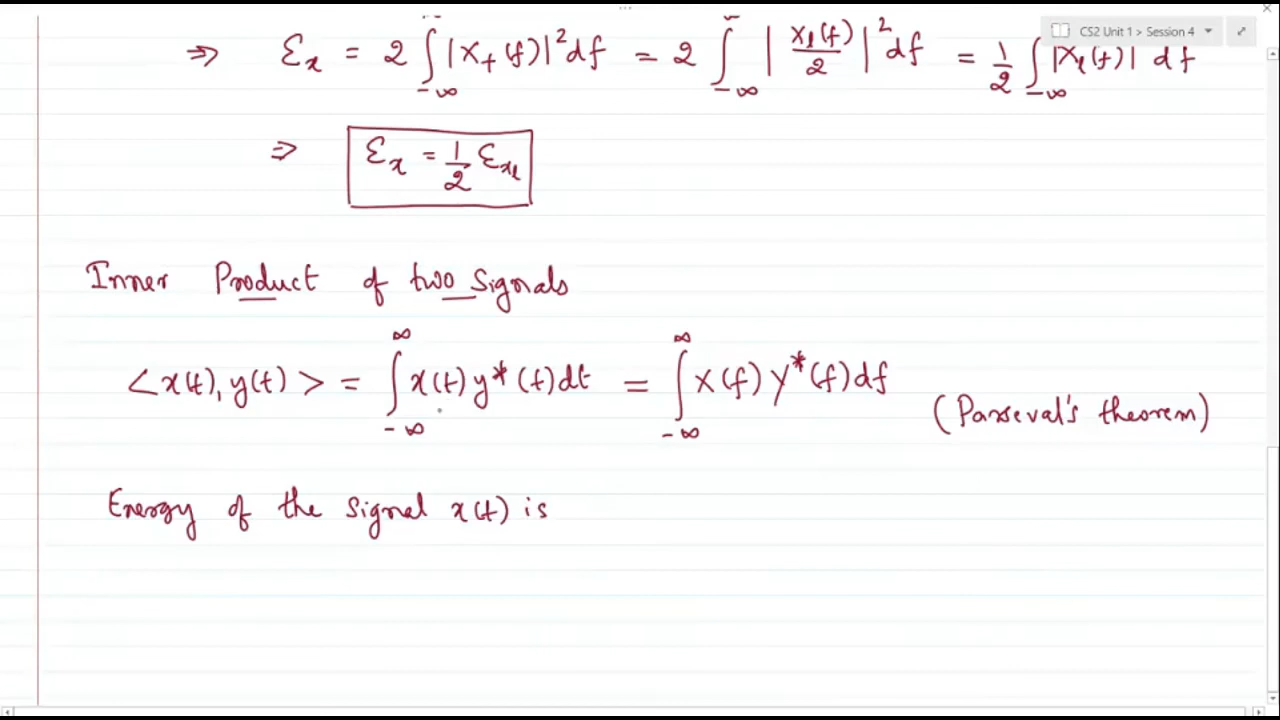 CS2 Unit 1 > Session 4
⇒ Ɛx = 2 ∫_{-∞}^{∞} |X+(f)|² df = 2 ∫_{-∞}^{∞} |Xl(f)/2|² df = 1/2 ∫_{-∞} |Xl(f)| df
⇒ Ɛx = 1/2 Ɛxl
Inner Product of two Signals
<x(t), y(t)> = ∫_{-∞}^{∞} x(t) y*(t) dt = ∫_{-∞}^{∞} X(f) Y*(f) df
(Parseval's theorem)
Energy of the signal x(t) is